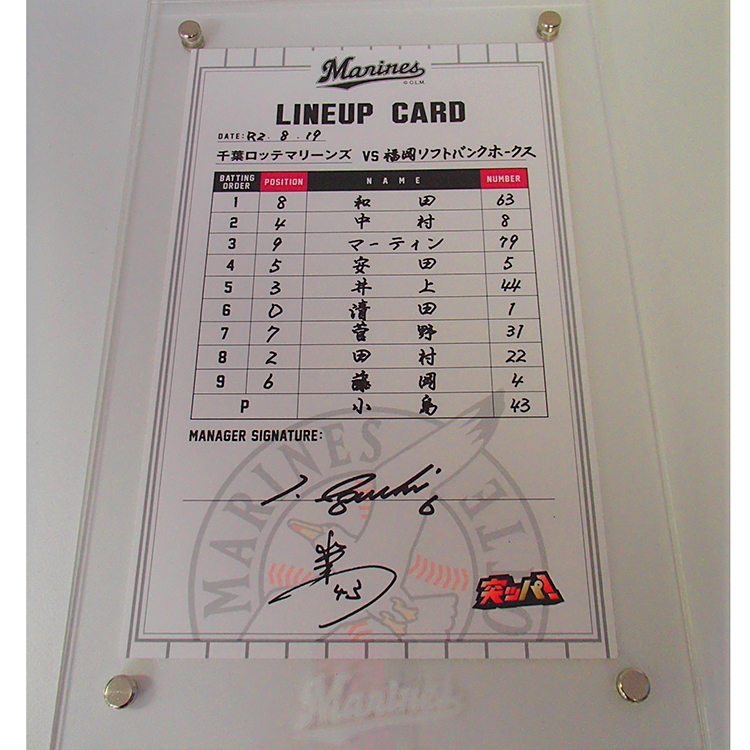 Marines
© C.L.M.
LINEUP CARD
DATE: R2. 8. 19
千葉ロッテマリーンズ VS 福岡ソフトバンクホークス
BATTING ORDER POSITION NAME NUMBER
1 8 和田 63
2 4 中村 8
3 9 マーティン 79
4 5 安田 5
5 3 井上 44
6 D 清田 1
7 7 菅野 31
8 2 田村 22
9 6 藤岡 4
P 小島 43
MANAGER SIGNATURE:
43
突ッパ!
MARINES
Marines